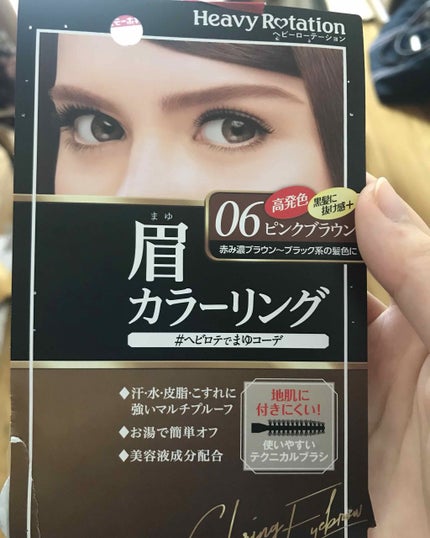 Heavy Rotation
ヘビーローテーション
06
ピンクブラウン
高発色
黒髪に
抜け感+
赤み濃ブラウン〜ブラック系の髪色に
まゆ
眉
カラーリング
#ヘビロテでまゆコーデ
◆汗・水・皮脂・こすれに
強いマルチプルーフ
◆お湯で簡単オフ
◆美容液成分配合
地肌に
付きにくい!
使いやすい
テクニカルブラシ
Eyebrow